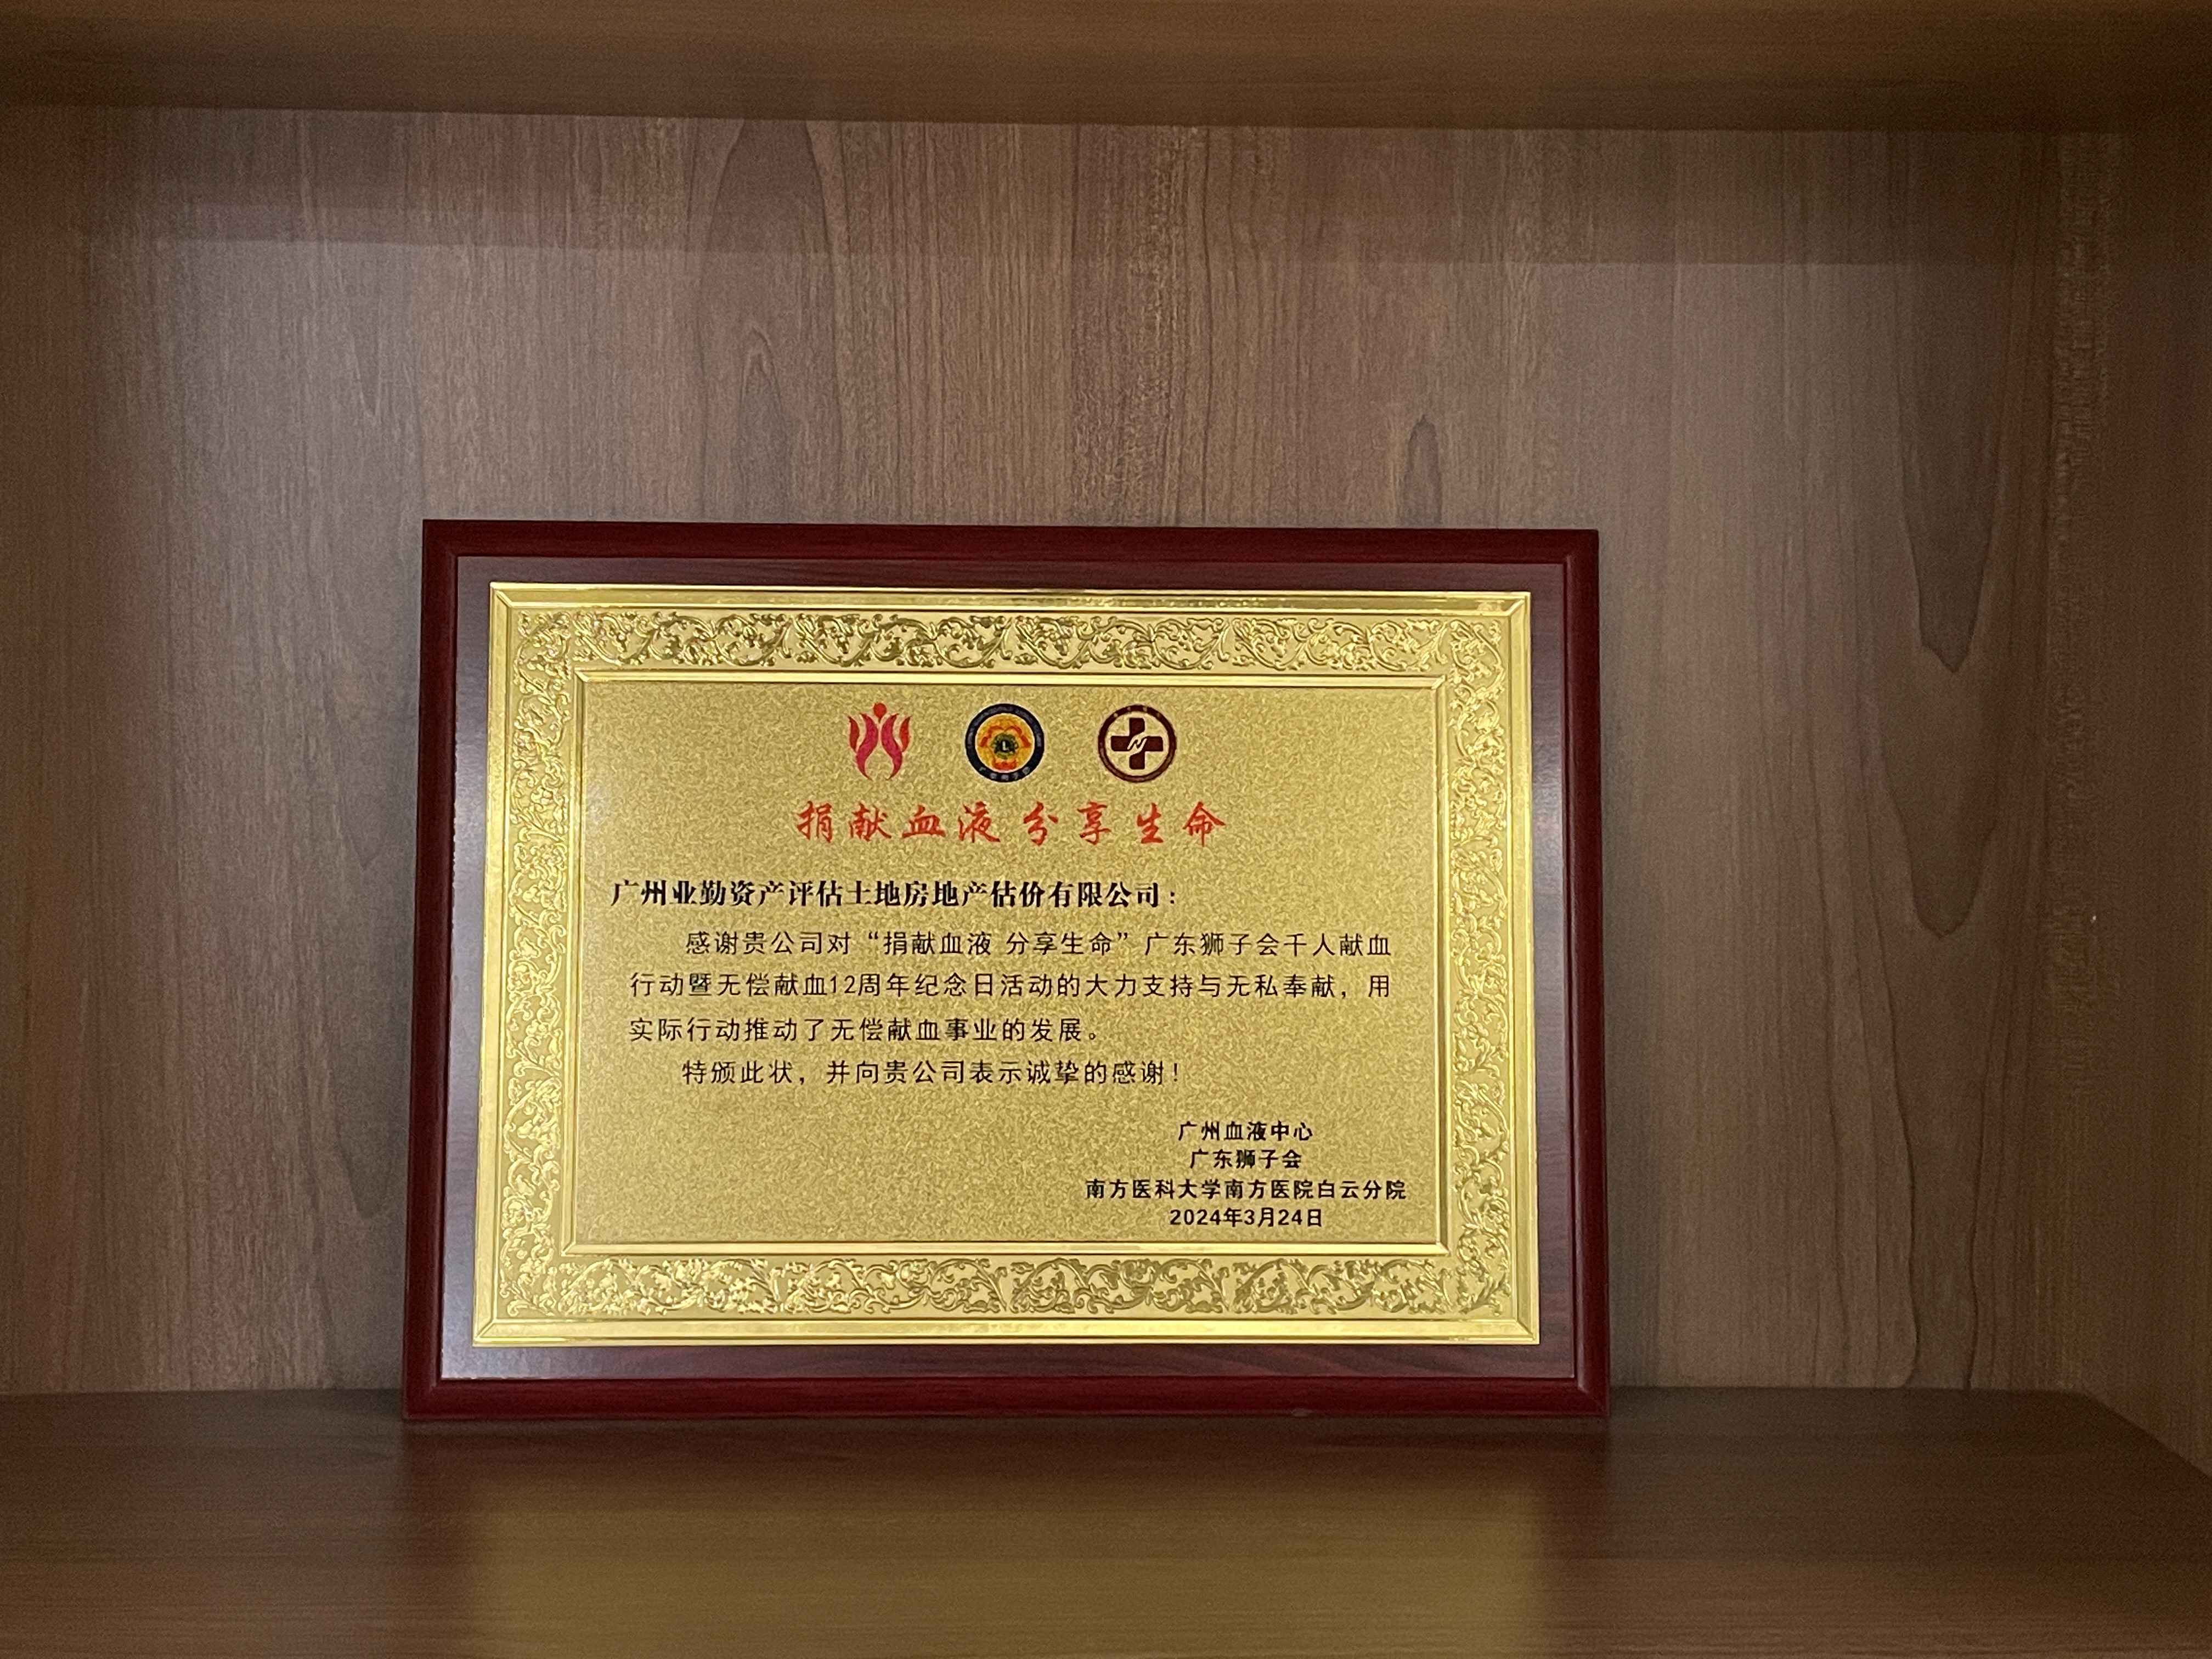 捐献血液 分享生命
广州业勤资产评估土地房地产估价有限公司：
感谢贵公司对“捐献血液 分享生命”广东狮子会千人献血
行动暨无偿献血12周年纪念日活动的大力支持与无私奉献，用
实际行动推动了无偿献血事业的发展。
特颁此状，并向贵公司表示诚挚的感谢！
广州血液中心
广东狮子会
南方医科大学南方医院白云分院
2024年3月24日